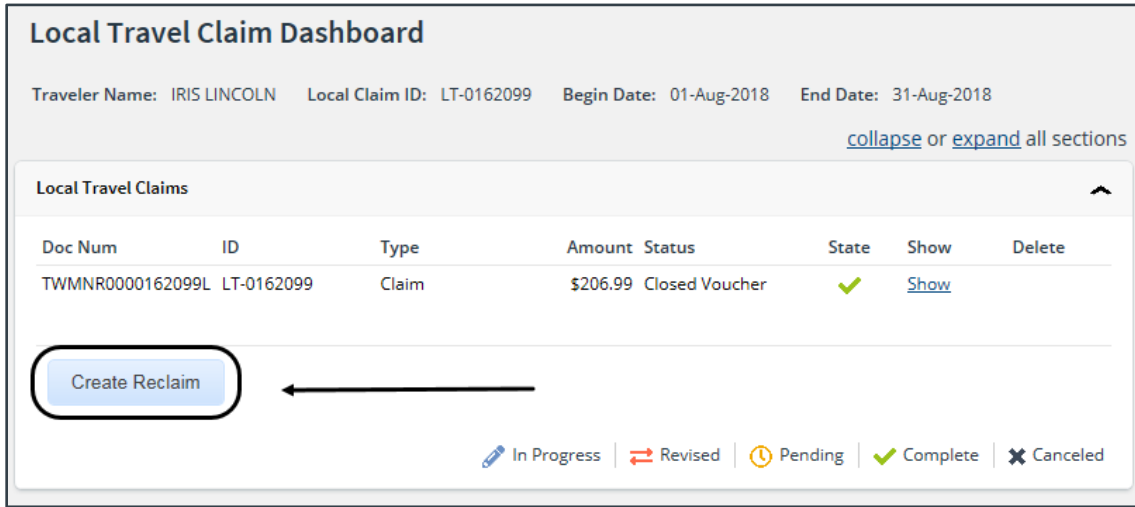 Local Travel Claim Dashboard
Traveler Name: IRIS LINCOLN Local Claim ID: LT-0162099 Begin Date: 01-Aug-2018 End Date: 31-Aug-2018
collapse or expand all sections
Local Travel Claims
Doc Num ID Type Amount Status State Show Delete
TWMNR0000162099L LT-0162099 Claim $206.99 Closed Voucher Show
Create Reclaim
In Progress Revised Pending Complete Canceled